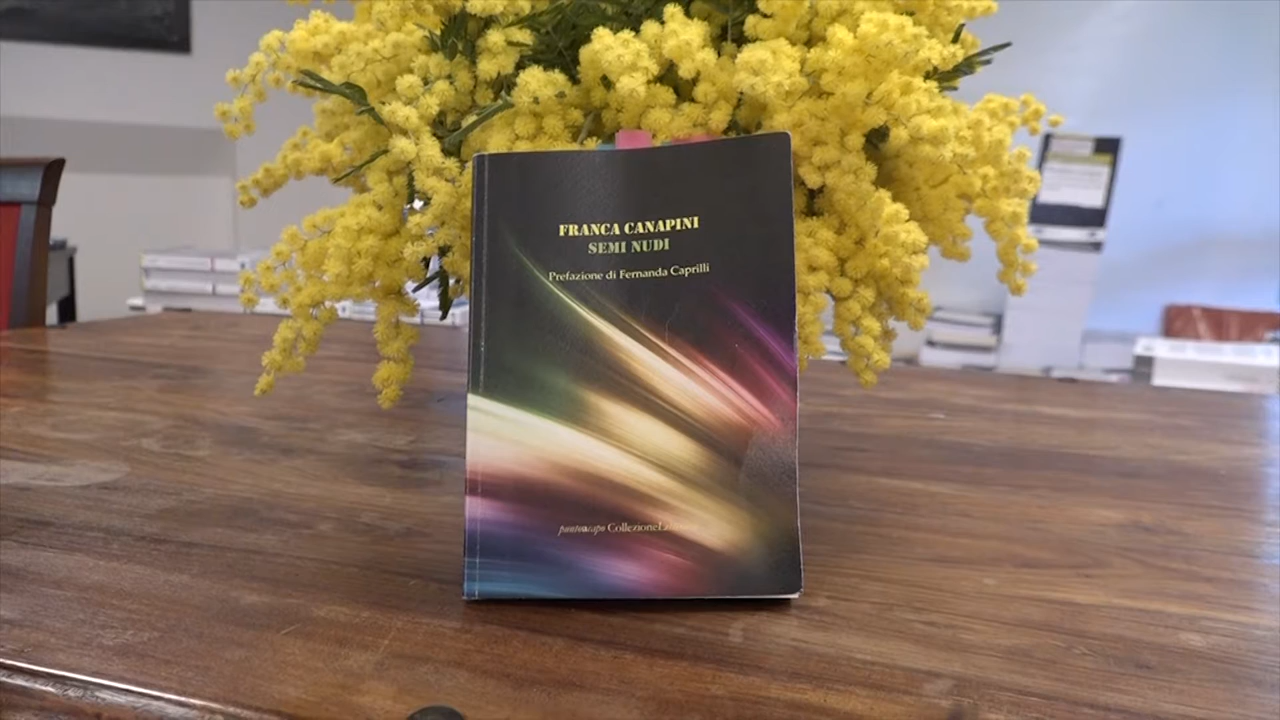 FRANCA CANAPINI
SEMI NUDI
Prefazione di Fernanda Caprilli
puntoacapo